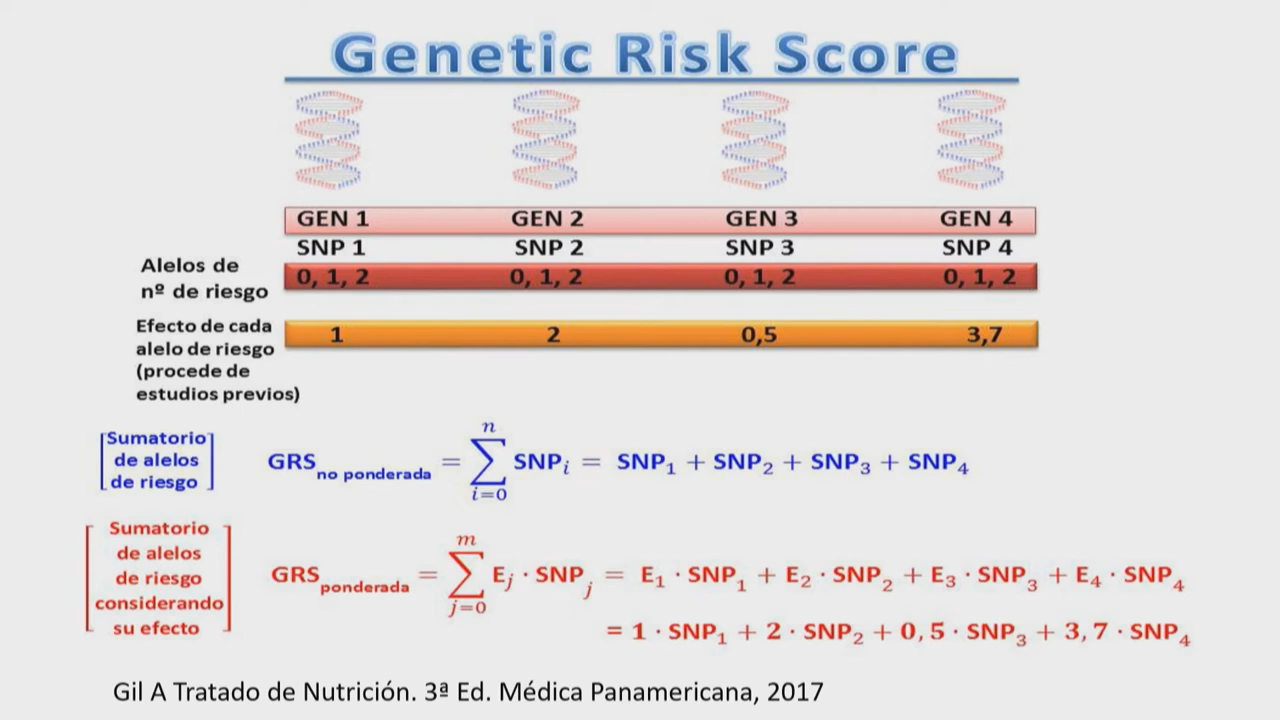 Genetic Risk Score
GEN 1 GEN 2 GEN 3 GEN 4
SNP 1 SNP 2 SNP 3 SNP 4
Alelos de
nº de riesgo
0, 1, 2 0, 1, 2 0, 1, 2 0, 1, 2
Efecto de cada
alelo de riesgo
(procede de
estudios previos)
1 2 0,5 3,7
[Sumatorio
de alelos
de riesgo]
GRS no ponderada = ∑ n i=0 SNPi = SNP₁ + SNP₂ + SNP₃ + SNP₄
[Sumatorio
de alelos
de riesgo
considerando
su efecto]
GRS ponderada = ∑ m j=0 Ej · SNPj = E₁ · SNP₁ + E₂ · SNP₂ + E₃ · SNP₃ + E₄ · SNP₄
= 1 · SNP₁ + 2 · SNP₂ + 0,5 · SNP₃ + 3,7 · SNP₄
Gil A Tratado de Nutrición. 3ª Ed. Médica Panamericana, 2017